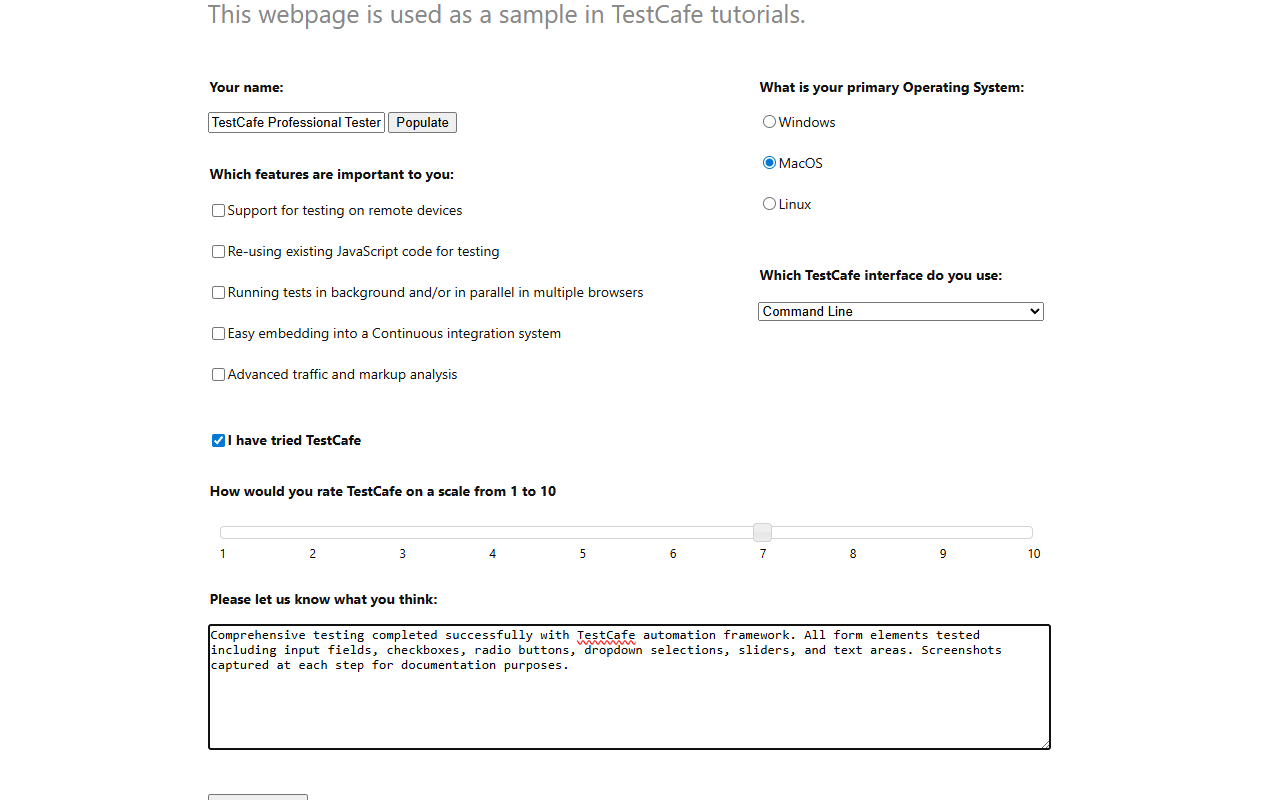 This webpage is used as a sample in TestCafe tutorials.
Your name:
TestCafe Professional Tester Populate
Which features are important to you:
Support for testing on remote devices
Re-using existing JavaScript code for testing
Running tests in background and/or in parallel in multiple browsers
Easy embedding into a Continuous integration system
Advanced traffic and markup analysis
What is your primary Operating System:
Windows
MacOS
Linux
Which TestCafe interface do you use:
Command Line
I have tried TestCafe
How would you rate TestCafe on a scale from 1 to 10
1 2 3 4 5 6 7 8 9 10
Please let us know what you think:
Comprehensive testing completed successfully with TestCafe automation framework. All form elements tested
including input fields, checkboxes, radio buttons, dropdown selections, sliders, and text areas. Screenshots
captured at each step for documentation purposes.